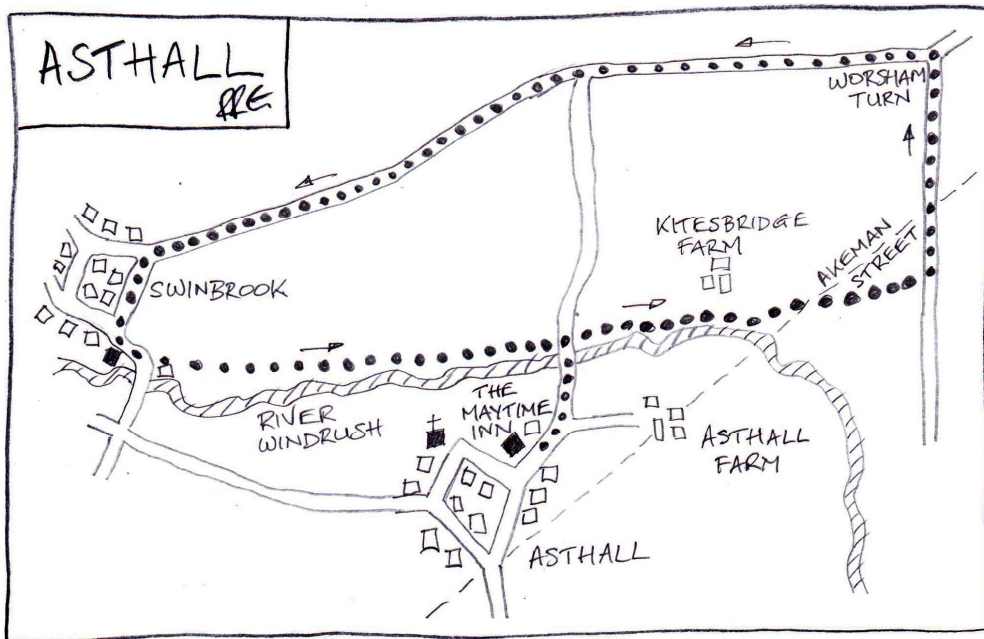 ASTHALL
WORSHAM
TURN
KITESBRIDGE
FARM
AKEMAN
STREET
SWINBROOK
THE
MAYTIME
INN
RIVER
WINDRUSH
ASTHALL
FARM
ASTHALL